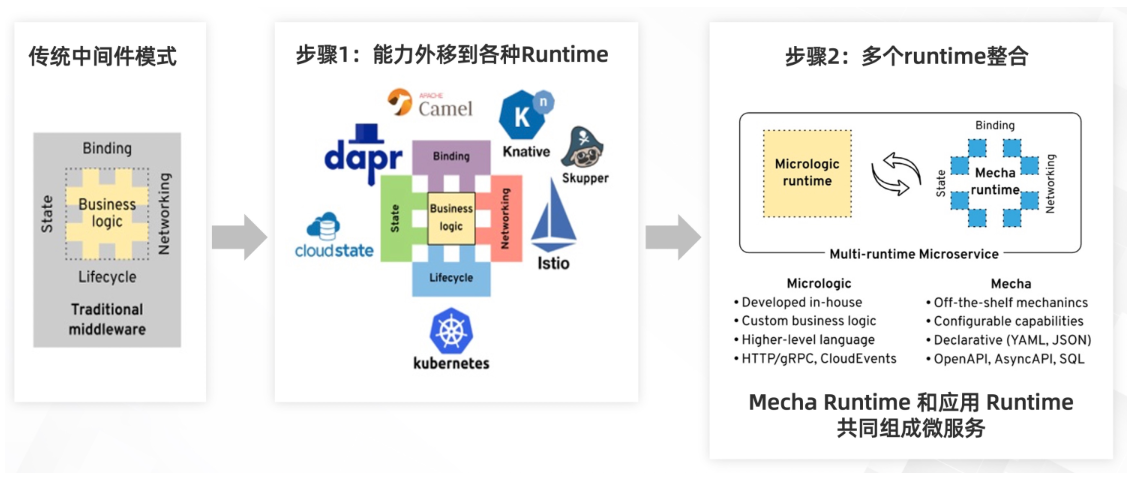 传统中间件模式
Binding
State
Business
logic
Networking
Lifecycle
Traditional
middleware
步骤1：能力外移到各种Runtime
APACHE
Camel
K
n
Knative
dapr
Skupper
Binding
State
Business
logic
Networking
Lifecycle
cloudstate
Istio
kubernetes
步骤2：多个runtime整合
Micrologic
runtime
Binding
State
Mecha
runtime
Networking
Multi-runtime Microservice
Micrologic
• Developed in-house
• Custom business logic
• Higher-level language
• HTTP/gRPC, CloudEvents
Mecha
• Off-the-shelf mechanincs
• Configurable capabilities
• Declarative (YAML, JSON)
• OpenAPI, AsyncAPI, SQL
Mecha Runtime 和应用 Runtime
共同组成微服务